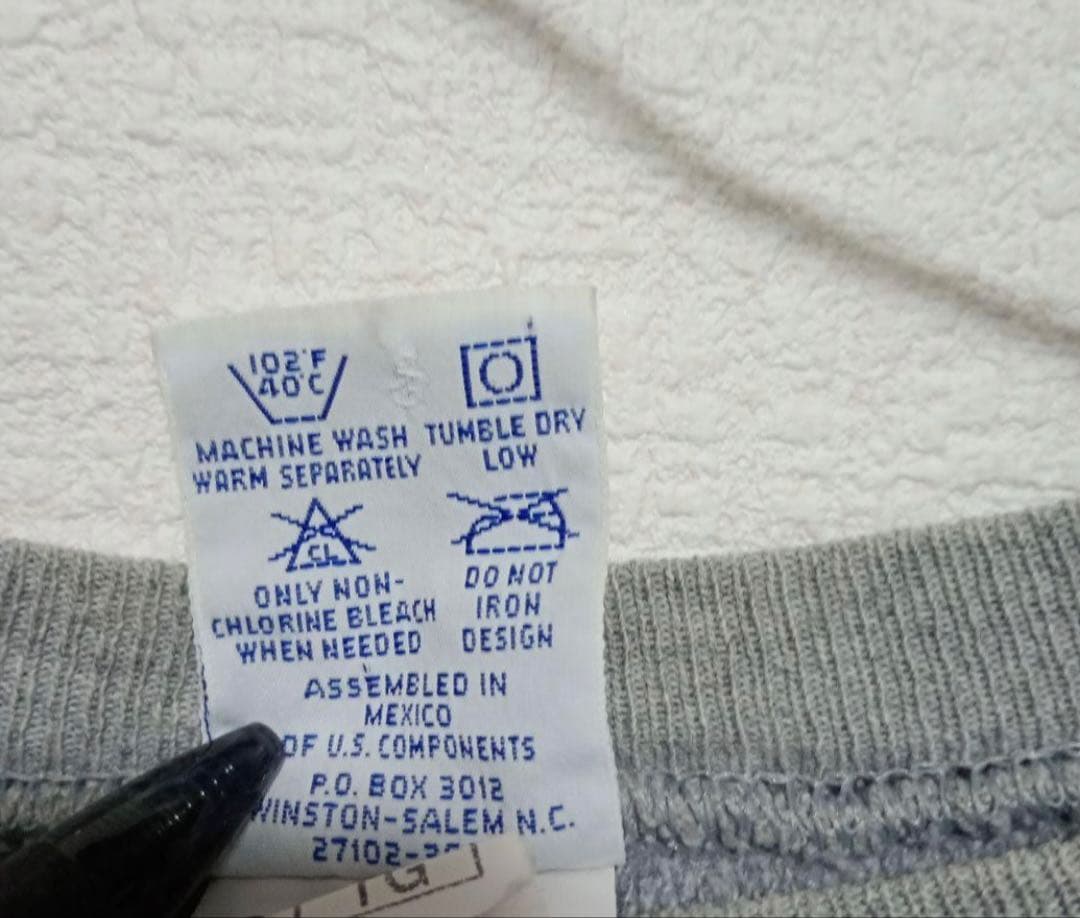 102°F
40°C
MACHINE WASH
WARM SEPARATELY
TUMBLE DRY
LOW
CL
ONLY NON-
CHLORINE BLEACH
WHEN NEEDED
DO NOT
IRON
DESIGN
ASSEMBLED IN
MEXICO
OF U.S. COMPONENTS
P.O. BOX 3012
WINSTON-SALEM N.C.